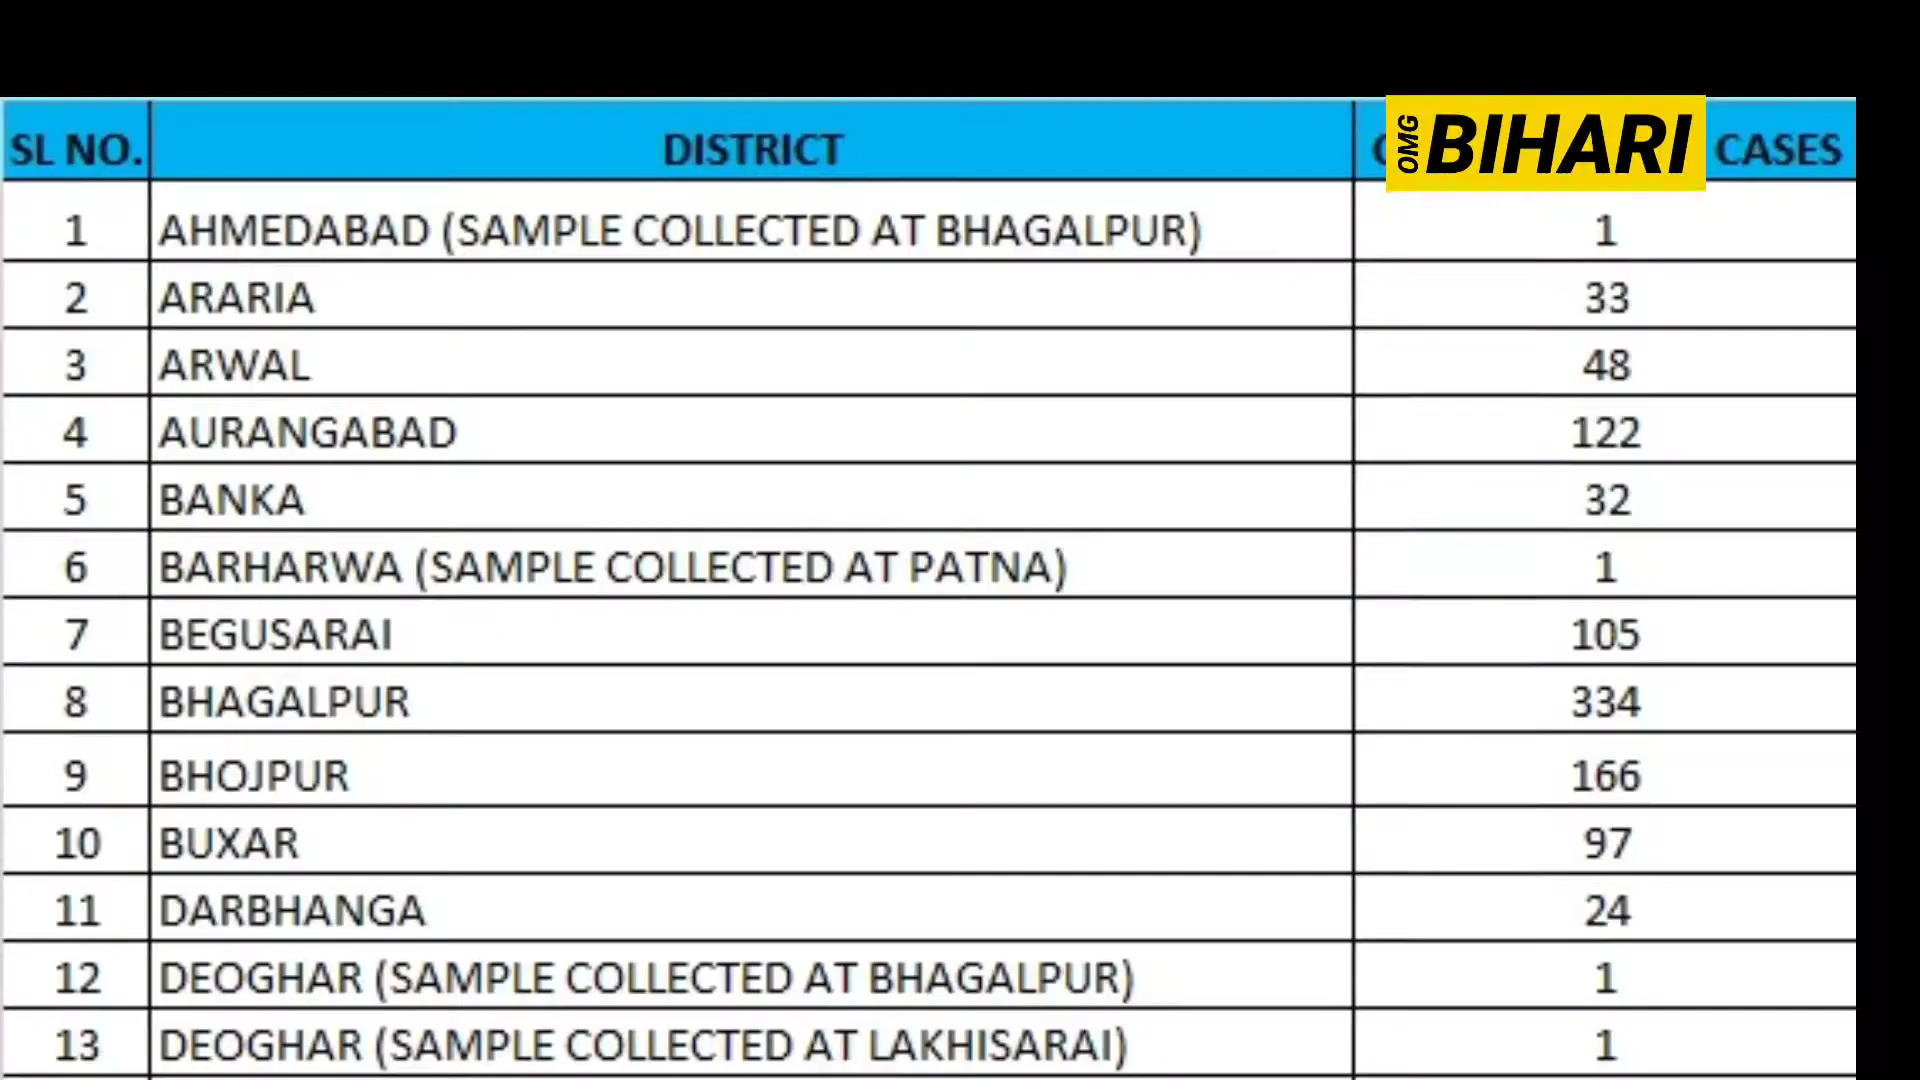 SL NO. DISTRICT CASES
OMG BIHARI
1 AHMEDABAD (SAMPLE COLLECTED AT BHAGALPUR) 1
2 ARARIA 33
3 ARWAL 48
4 AURANGABAD 122
5 BANKA 32
6 BARHARWA (SAMPLE COLLECTED AT PATNA) 1
7 BEGUSARAI 105
8 BHAGALPUR 334
9 BHOJPUR 166
10 BUXAR 97
11 DARBHANGA 24
12 DEOGHAR (SAMPLE COLLECTED AT BHAGALPUR) 1
13 DEOGHAR (SAMPLE COLLECTED AT LAKHISARAI) 1